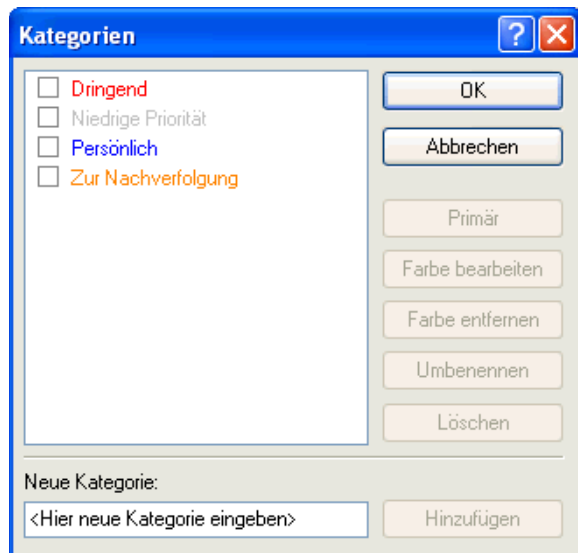 Kategorien
Dringend
Niedrige Priorität
Persönlich
Zur Nachverfolgung
OK
Abbrechen
Primär
Farbe bearbeiten
Farbe entfernen
Umbenennen
Löschen
Neue Kategorie:
<Hier neue Kategorie eingeben>
Hinzufügen